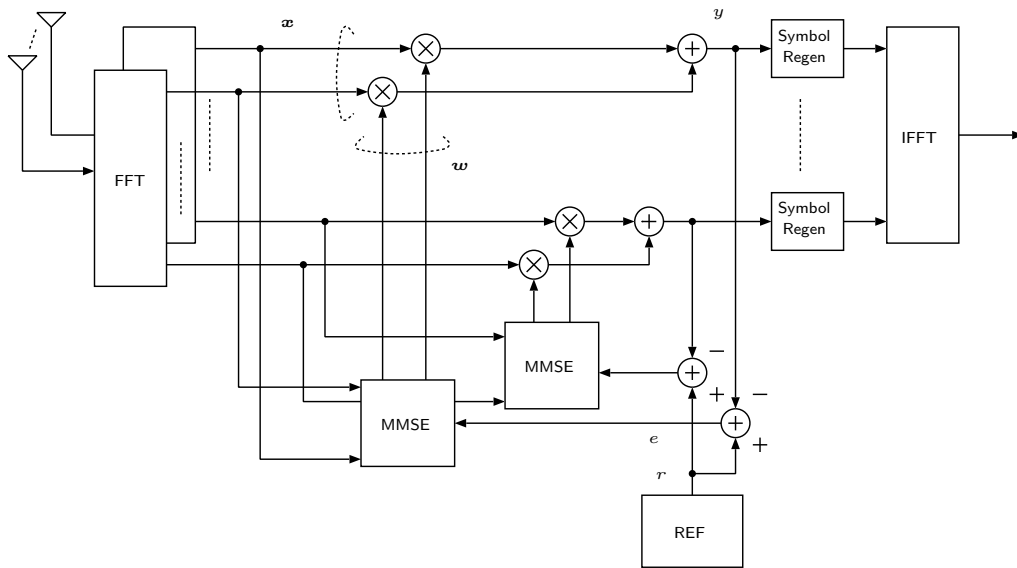 x
y
Symbol
Regen
IFFT
FFT
w
Symbol
Regen
MMSE
−
+
−
MMSE
e
+
r
REF